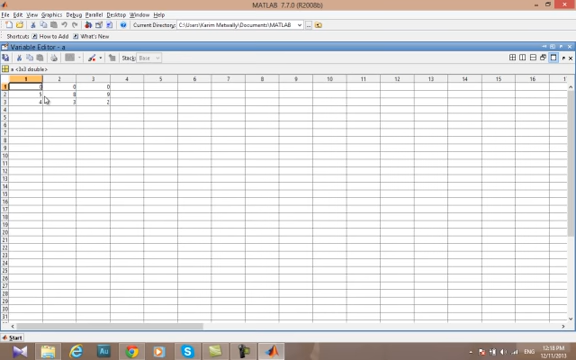 MATLAB 7.7.0 (R2008b)
File Edit View Graphics Debug Parallel Desktop Window Help
Current Directory: C:\Users\Karim Metwally\Documents\MATLAB
Shortcuts How to Add What's New
Variable Editor - a
Stack: Base
a <3x3 double>
1 2 3 4 5 6 7 8 9 10 11 12 13 14 15 16
1 0 0 0
2 5 8 9
3 4 3 2
4
5
6
7
8
9
10
11
12
13
14
15
16
17
18
19
20
21
22
23
24
25
26
27
28
29
30
31
Start
ENG
12:58 PM
12/11/2013